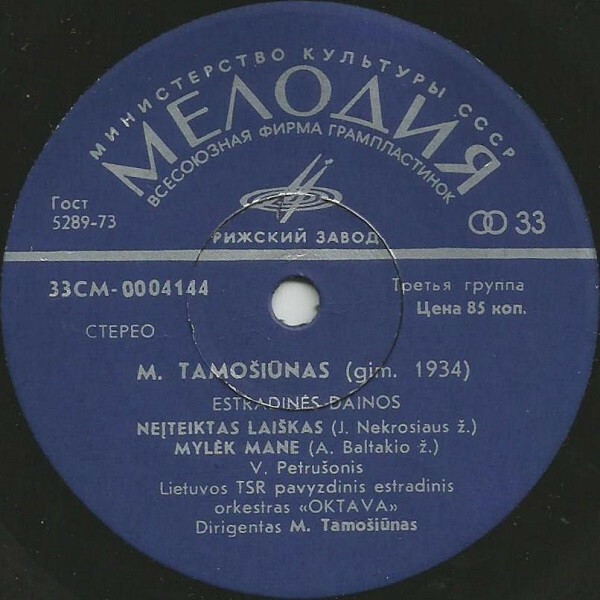 МИНИСТЕРСТВО КУЛЬТУРЫ СССР
МЕЛОДИЯ
ВСЕСОЮЗНАЯ ФИРМА ГРАМПЛАСТИНОК
Гост
5289-73
РИЖСКИЙ ЗАВОД
33
33СМ-0004144
Третья группа
Цена 85 коп.
СТЕРЕО
M. TAMOŠIŪNAS (gim. 1934)
ESTRADINĖS DAINOS
NEĮTEIKTAS LAIŠKAS (J. Nekrosiaus ž.)
MYLĖK MANE (A. Baltakio ž.)
V. Petrušonis
Lietuvos TSR pavyzdinis estradinis
orkestras «OKTAVA»
Dirigentas M. Tamošiūnas